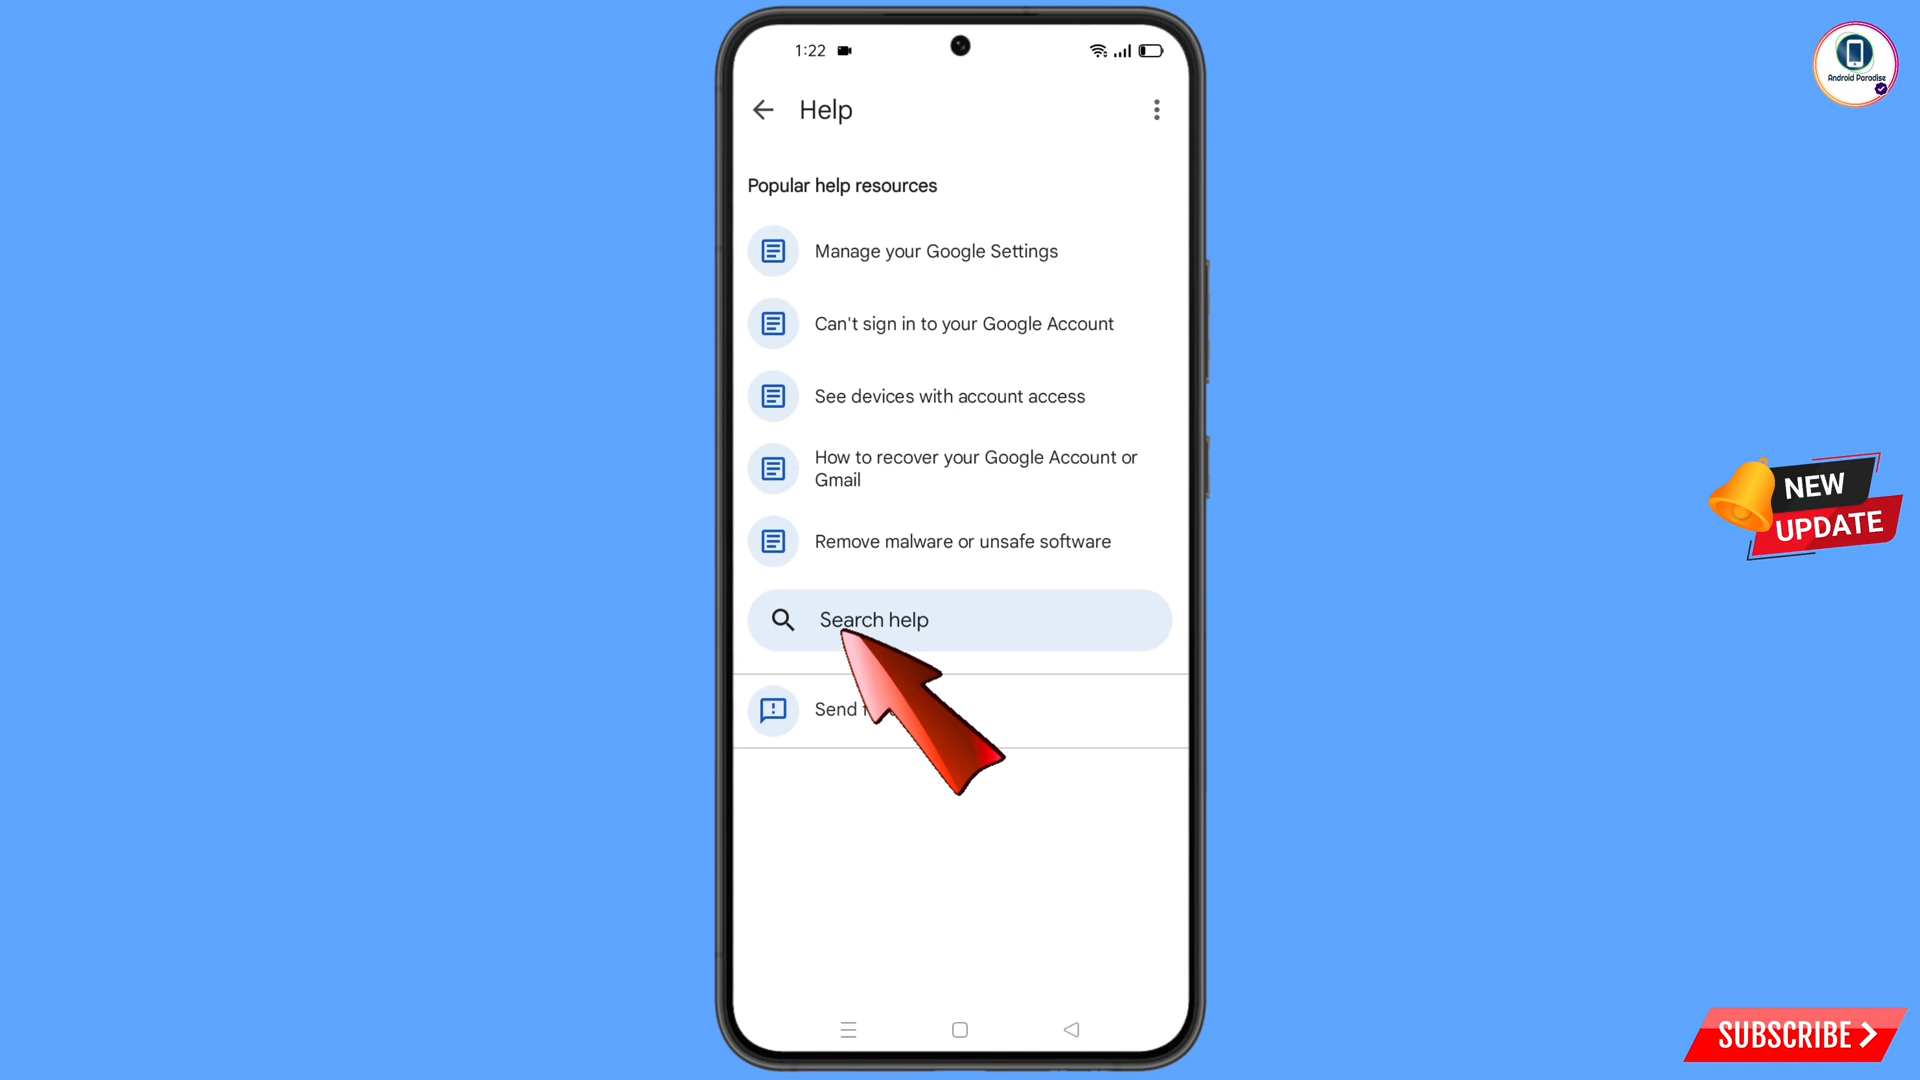 1:22
Help
Popular help resources
Manage your Google Settings
Can't sign in to your Google Account
See devices with account access
How to recover your Google Account or
Gmail
Remove malware or unsafe software
Search help
Send
Android Paradise
NEW
UPDATE
SUBSCRIBE